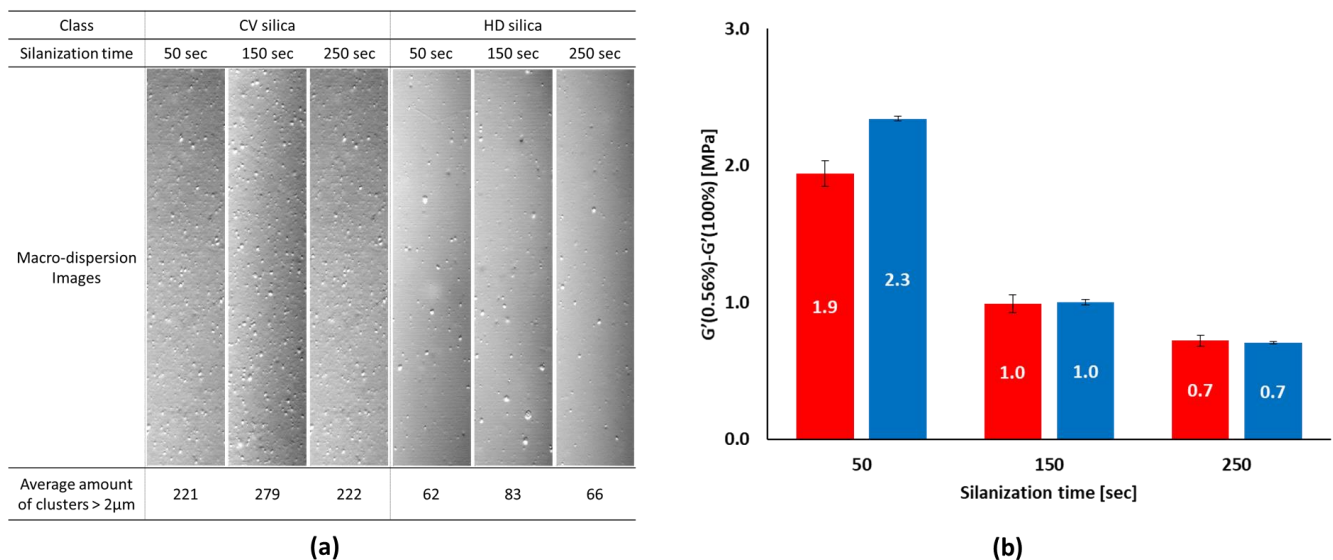 Class CV silica HD silica
Silanization time 50 sec 150 sec 250 sec 50 sec 150 sec 250 sec
Macro-dispersion
Images
Average amount
of clusters > 2μm
221 279 222 62 83 66
(a)
G'(0.56%)-G'(100%) [MPa]
3.0
2.0
1.0
0.0
1.9
2.3
1.0
1.0
0.7
0.7
50 150 250
Silanization time [sec]
(b)